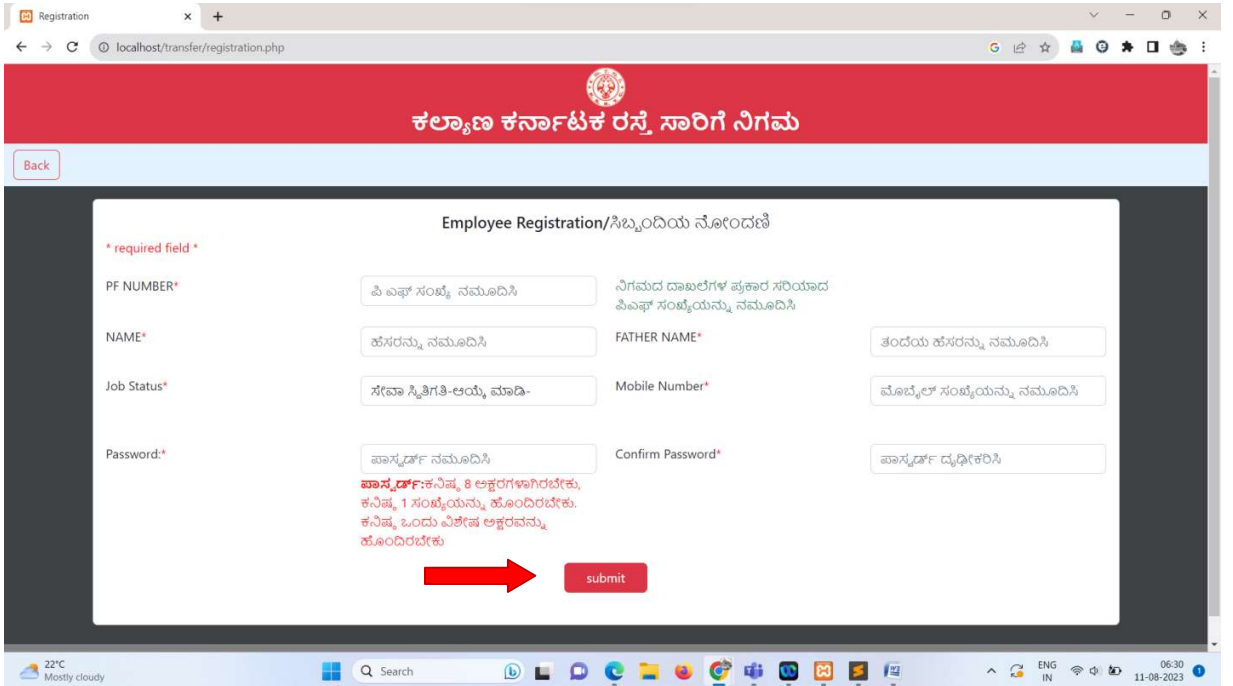 Registration
localhost/transfer/registration.php
ಕಲ್ಯಾಣ ಕರ್ನಾಟಕ ರಸ್ತೆ ಸಾರಿಗೆ ನಿಗಮ
Back
Employee Registration/ಸಿಬ್ಬಂದಿಯ ನೋಂದಣಿ
* required field *
PF NUMBER*
ಪಿ ಎಫ್ ಸಂಖ್ಯೆ ನಮೂದಿಸಿ
ನಿಗಮದ ದಾಖಲೆಗಳ ಪ್ರಕಾರ ಸರಿಯಾದ
ಪಿಎಫ್ ಸಂಖ್ಯೆಯನ್ನು ನಮೂದಿಸಿ
NAME*
ಹೆಸರನ್ನು ನಮೂದಿಸಿ
FATHER NAME*
ತಂದೆಯ ಹೆಸರನ್ನು ನಮೂದಿಸಿ
Job Status*
ಸೇವಾ ಸ್ಥಿತಿಗತಿ-ಆಯ್ಕೆ ಮಾಡಿ-
Mobile Number*
ಮೊಬೈಲ್ ಸಂಖ್ಯೆಯನ್ನು ನಮೂದಿಸಿ
Password:*
ಪಾಸ್ವರ್ಡ್ ನಮೂದಿಸಿ
Confirm Password*
ಪಾಸ್ವರ್ಡ್ ದೃಢೀಕರಿಸಿ
ಪಾಸ್ವರ್ಡ್:ಕನಿಷ್ಠ 8 ಅಕ್ಷರಗಳಾಗಿರಬೇಕು,
ಕನಿಷ್ಠ 1 ಸಂಖ್ಯೆಯನ್ನು ಹೊಂದಿರಬೇಕು.
ಕನಿಷ್ಠ ಒಂದು ವಿಶೇಷ ಅಕ್ಷರವನ್ನು
ಹೊಂದಿರಬೇಕು
submit
22°C
Mostly cloudy
Search
ENG
IN
06:30
11-08-2023
1